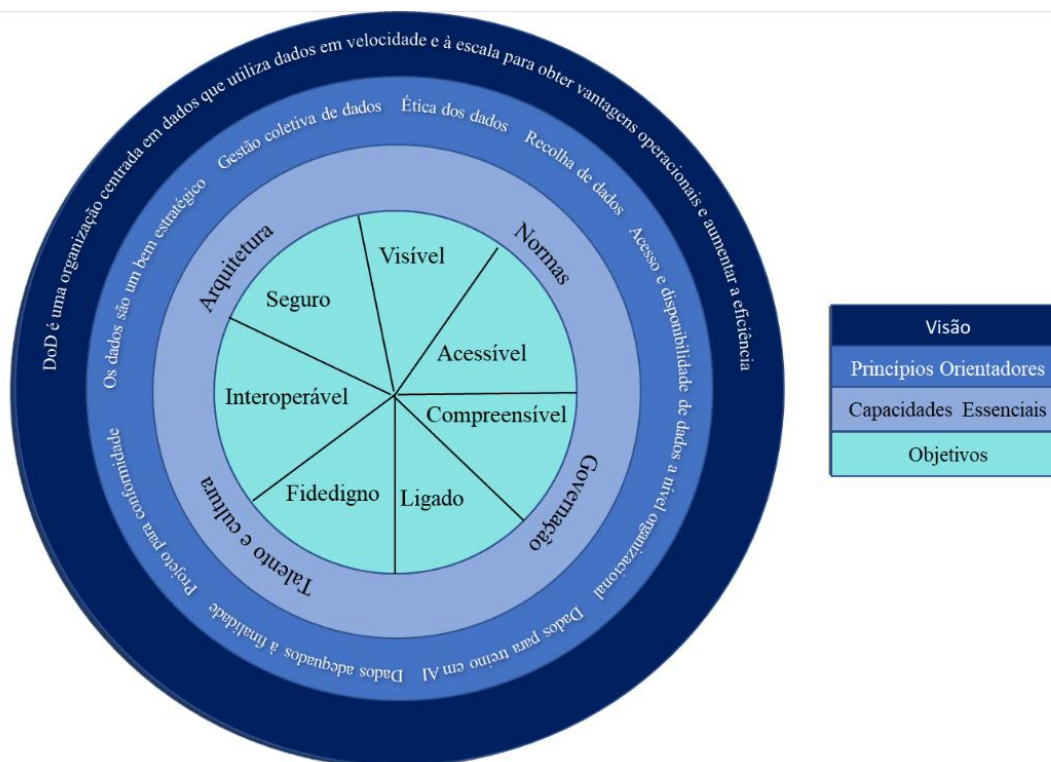 DoD é uma organização centrada em dados que utiliza dados em velocidade e à escala para obter vantagens operacionais e aumentar a eficiência
Os dados são um bem estratégico
Gestão coletiva de dados
Ética dos dados
Recolha de dados
Acesso e disponibilidade de dados a nível organizacional
Dados para treino em AI
Dados adequados à finalidade
Projeto para conformidade
Arquitetura
Normas
Governação
Talento e cultura
Visível
Seguro
Acessível
Interoperável
Compreensível
Fidedigno
Ligado
Visão
Princípios Orientadores
Capacidades Essenciais
Objetivos